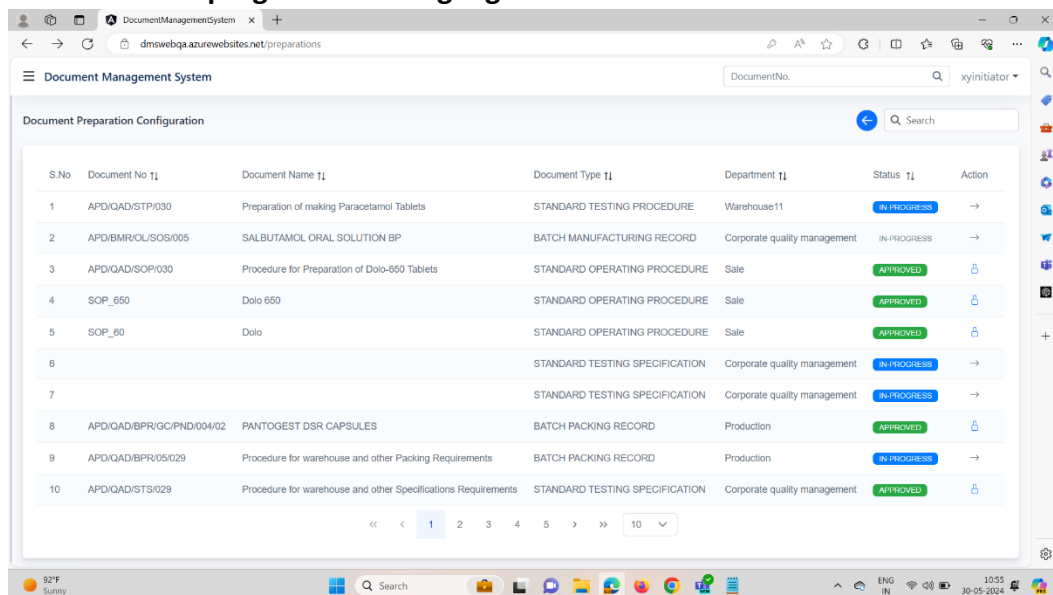 DocumentManagementSystem
dmswebqa.azurewebsites.net/preparations
Document Management System
DocumentNo.
xyinitiator
Document Preparation Configuration
Search
S.No Document No Document Name Document Type Department Status Action
1 APD/QAD/STP/030 Preparation of making Paracetamol Tablets STANDARD TESTING PROCEDURE Warehouse11 IN-PROGRESS
2 APD/BMR/OL/SOS/005 SALBUTAMOL ORAL SOLUTION BP BATCH MANUFACTURING RECORD Corporate quality management IN-PROGRESS
3 APD/QAD/SOP/030 Procedure for Preparation of Dolo-650 Tablets STANDARD OPERATING PROCEDURE Sale APPROVED
4 SOP_650 Dolo 650 STANDARD OPERATING PROCEDURE Sale APPROVED
5 SOP_60 Dolo STANDARD OPERATING PROCEDURE Sale APPROVED
6 STANDARD TESTING SPECIFICATION Corporate quality management IN-PROGRESS
7 STANDARD TESTING SPECIFICATION Corporate quality management IN-PROGRESS
8 APD/QAD/BPR/GC/PND/004/02 PANTOGEST DSR CAPSULES BATCH PACKING RECORD Production APPROVED
9 APD/QAD/BPR/05/029 Procedure for warehouse and other Packing Requirements BATCH PACKING RECORD Production IN-PROGRESS
10 APD/QAD/STS/029 Procedure for warehouse and other Specifications Requirements STANDARD TESTING SPECIFICATION Corporate quality management APPROVED
<< < 1 2 3 4 5 > >> 10
92°F
Sunny
Search
ENG
IN
10:55
30-05-2024